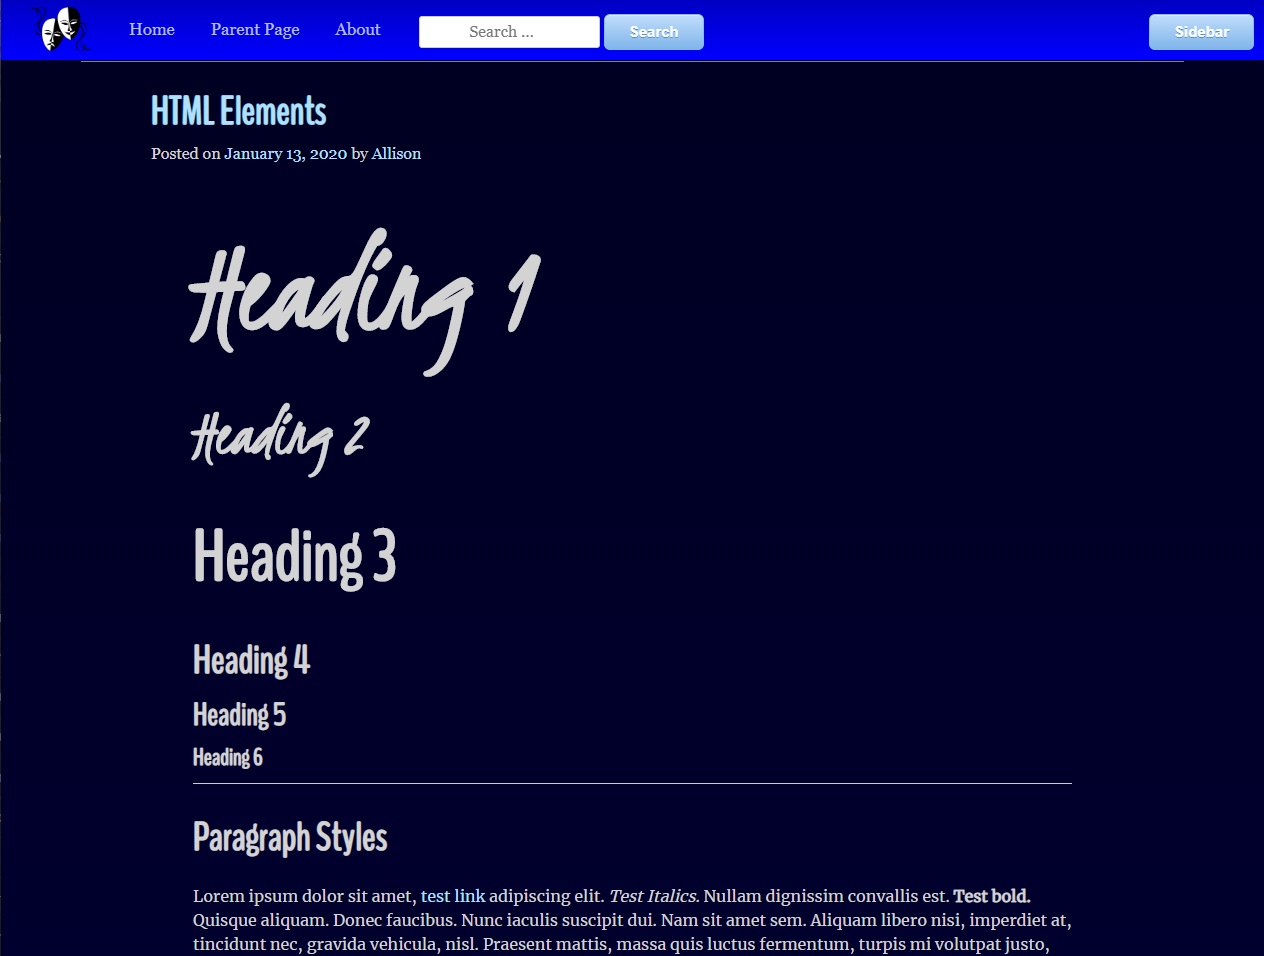 Home Parent Page About Search ... Search Sidebar
HTML Elements
Posted on January 13, 2020 by Allison
Heading 1
Heading 2
Heading 3
Heading 4
Heading 5
Heading 6
Paragraph Styles
Lorem ipsum dolor sit amet, test link adipiscing elit. Test Italics. Nullam dignissim convallis est. Test bold.
Quisque aliquam. Donec faucibus. Nunc iaculis suscipit dui. Nam sit amet sem. Aliquam libero nisi, imperdiet at,
tincidunt nec, gravida vehicula, nisl. Praesent mattis, massa quis luctus fermentum, turpis mi volutpat justo,